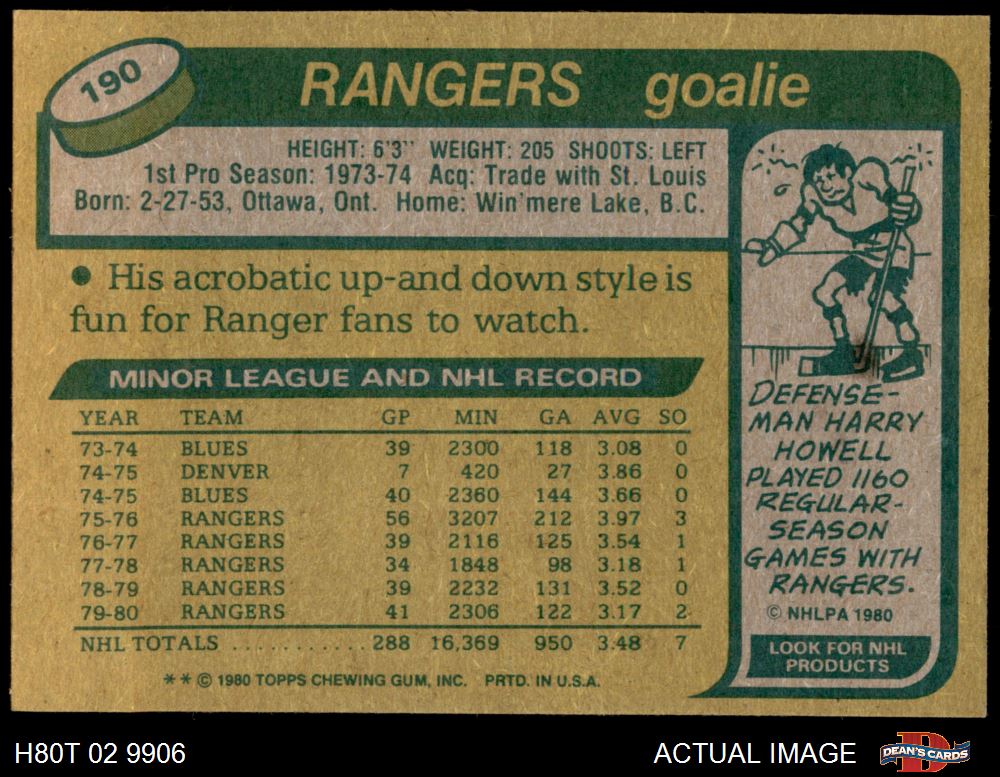 190
RANGERS goalie
HEIGHT: 6'3" WEIGHT: 205 SHOOTS: LEFT
1st Pro Season: 1973-74 Acq: Trade with St. Louis
Born: 2-27-53, Ottawa, Ont. Home: Win'mere Lake, B.C.
● His acrobatic up-and down style is
fun for Ranger fans to watch.
MINOR LEAGUE AND NHL RECORD
YEAR TEAM GP MIN GA AVG SO
73-74 BLUES 39 2300 118 3.08 0
74-75 DENVER 7 420 27 3.86 0
74-75 BLUES 40 2360 144 3.66 0
75-76 RANGERS 56 3207 212 3.97 3
76-77 RANGERS 39 2116 125 3.54 1
77-78 RANGERS 34 1848 98 3.18 1
78-79 RANGERS 39 2232 131 3.52 0
79-80 RANGERS 41 2306 122 3.17 2
NHL TOTALS ........... 288 16,369 950 3.48 7
* * © 1980 TOPPS CHEWING GUM, INC. PRTD. IN U.S.A.
DEFENSE-
MAN HARRY
HOWELL
PLAYED 1160
REGULAR-
SEASON
GAMES WITH
RANGERS.
© NHLPA 1980
LOOK FOR NHL
PRODUCTS
H80T 02 9906
ACTUAL IMAGE
DEAN'S CARDS